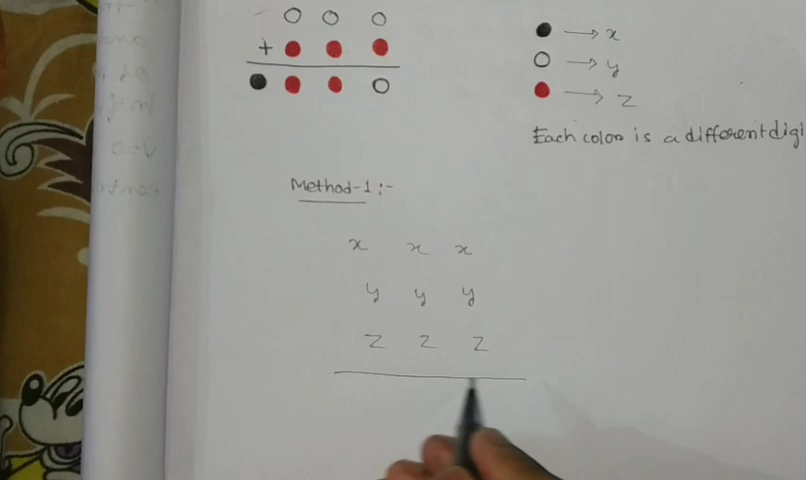 +
→ x
→ y
→ z
Each color is a different digi
Method-1:-
x x x
y y y
z z z